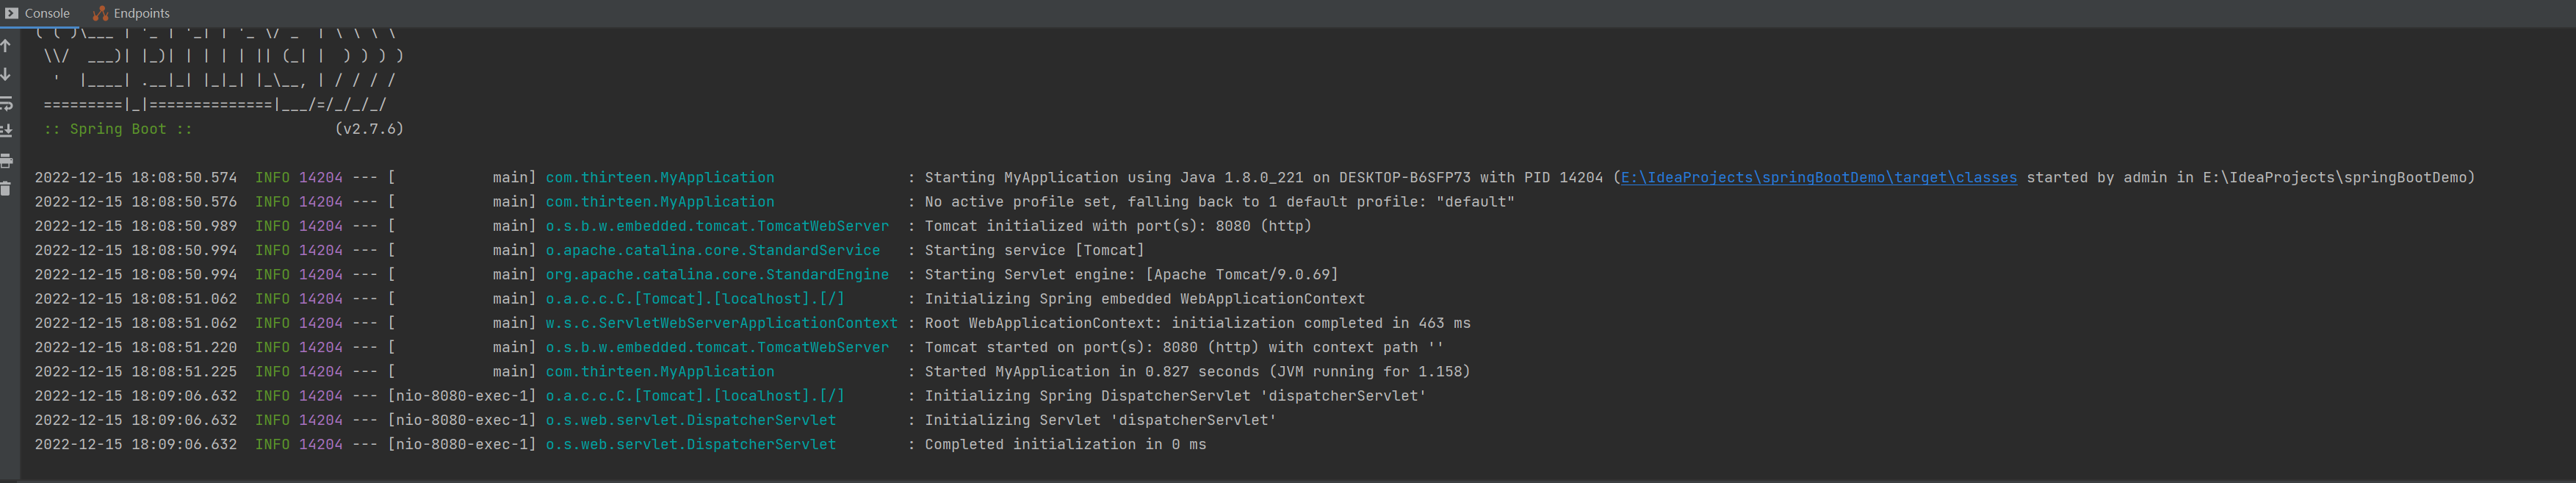 Console Endpoints
( ( )\___ | '_ | '_| | '_ \/ _` | \ \ \ \
\\/  ___)| |_)| | | | | || (_| |  ) ) ) )
'  |____| .__|_| |_|_| |_\__, | / / / /
=========|_|==============|___/=/_/_/_/
:: Spring Boot ::                (v2.7.6)
2022-12-15 18:08:50.574  INFO 14204 --- [           main] com.thirteen.MyApplication               : Starting MyApplication using Java 1.8.0_221 on DESKTOP-B6SFP73 with PID 14204 (E:\IdeaProjects\springBootDemo\target\classes started by admin in E:\IdeaProjects\springBootDemo)
2022-12-15 18:08:50.576  INFO 14204 --- [           main] com.thirteen.MyApplication               : No active profile set, falling back to 1 default profile: "default"
2022-12-15 18:08:50.989  INFO 14204 --- [           main] o.s.b.w.embedded.tomcat.TomcatWebServer  : Tomcat initialized with port(s): 8080 (http)
2022-12-15 18:08:50.994  INFO 14204 --- [           main] o.apache.catalina.core.StandardService   : Starting service [Tomcat]
2022-12-15 18:08:50.994  INFO 14204 --- [           main] org.apache.catalina.core.StandardEngine  : Starting Servlet engine: [Apache Tomcat/9.0.69]
2022-12-15 18:08:51.062  INFO 14204 --- [           main] o.a.c.c.C.[Tomcat].[localhost].[/]       : Initializing Spring embedded WebApplicationContext
2022-12-15 18:08:51.062  INFO 14204 --- [           main] w.s.c.ServletWebServerApplicationContext : Root WebApplicationContext: initialization completed in 463 ms
2022-12-15 18:08:51.220  INFO 14204 --- [           main] o.s.b.w.embedded.tomcat.TomcatWebServer  : Tomcat started on port(s): 8080 (http) with context path ''
2022-12-15 18:08:51.225  INFO 14204 --- [           main] com.thirteen.MyApplication               : Started MyApplication in 0.827 seconds (JVM running for 1.158)
2022-12-15 18:09:06.632  INFO 14204 --- [nio-8080-exec-1] o.a.c.c.C.[Tomcat].[localhost].[/]       : Initializing Spring DispatcherServlet 'dispatcherServlet'
2022-12-15 18:09:06.632  INFO 14204 --- [nio-8080-exec-1] o.s.web.servlet.DispatcherServlet        : Initializing Servlet 'dispatcherServlet'
2022-12-15 18:09:06.632  INFO 14204 --- [nio-8080-exec-1] o.s.web.servlet.DispatcherServlet        : Completed initialization in 0 ms